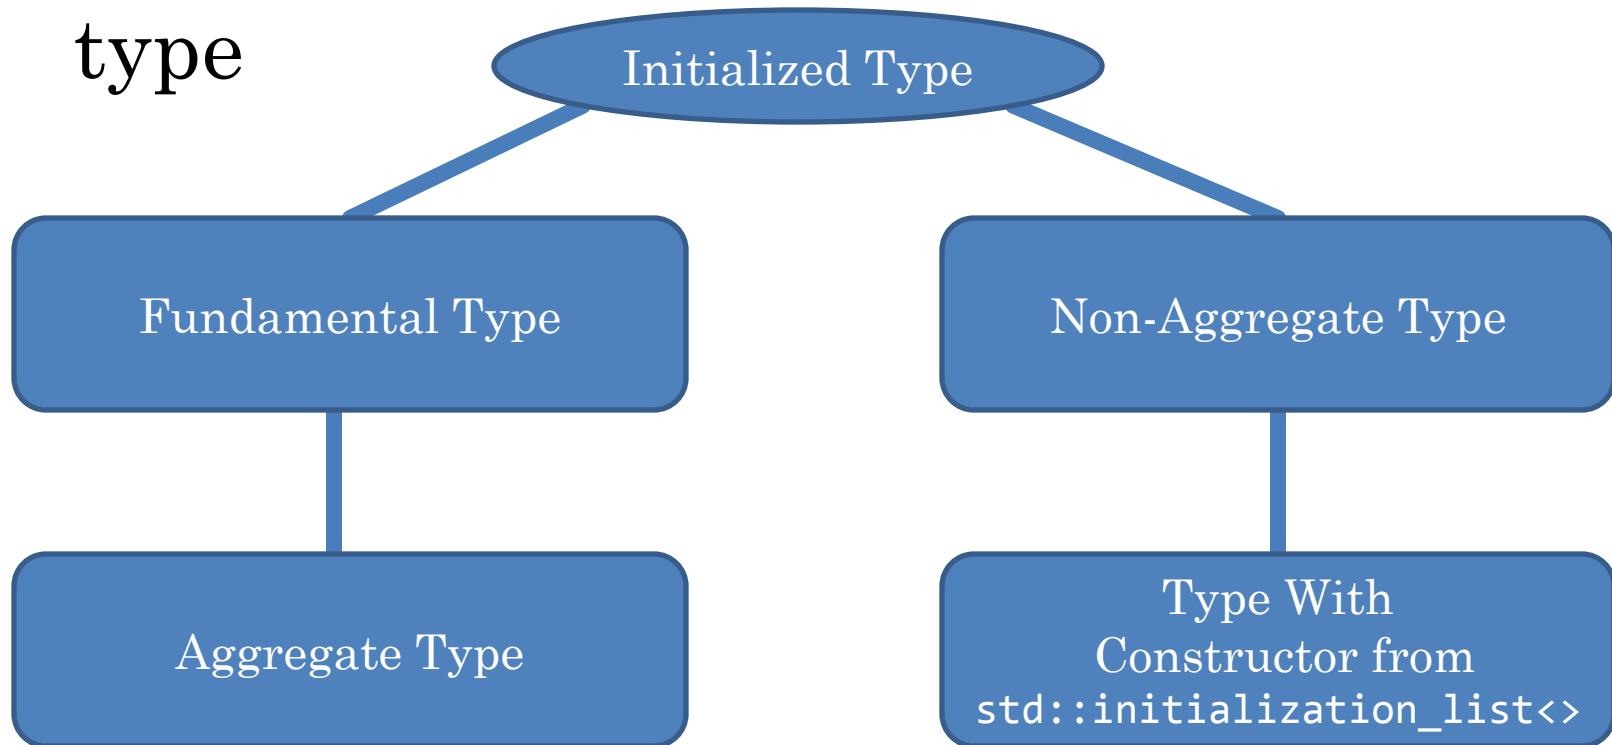 type
Initialized Type
Fundamental Type
Non-Aggregate Type
Aggregate Type
Type With
Constructor from
std::initialization_list<>